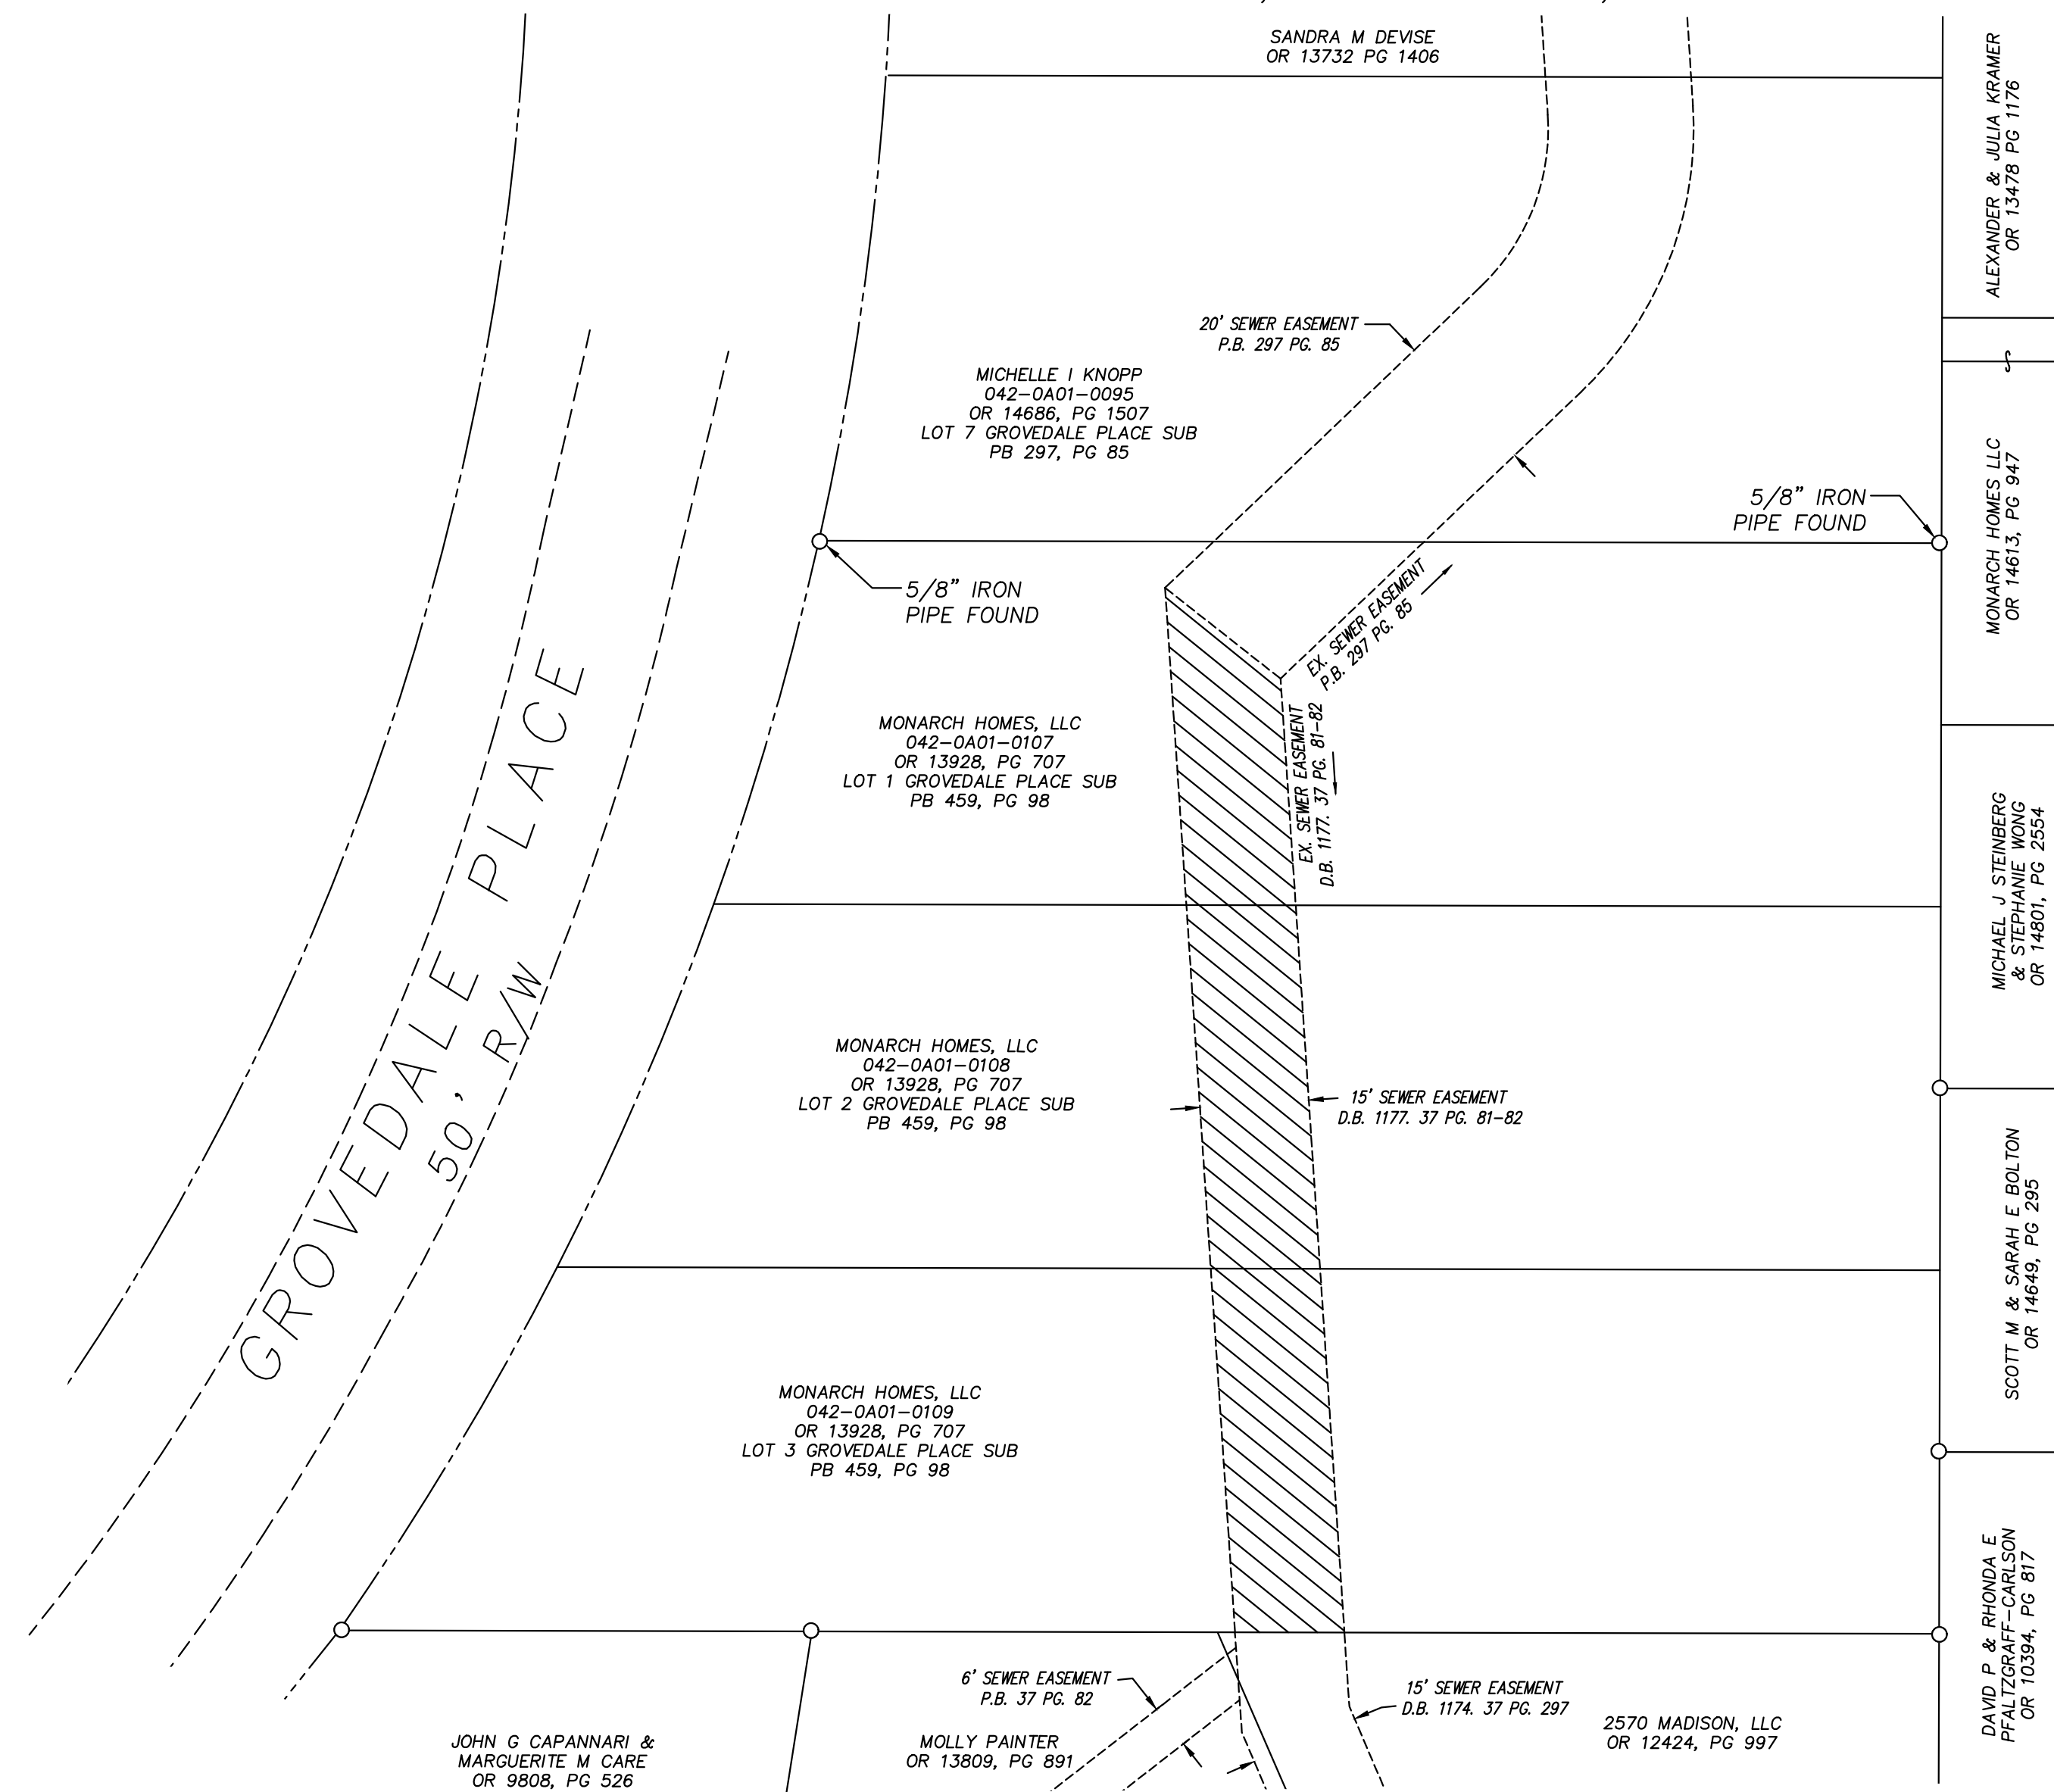 SANDRA M DEVISE
OR 13732 PG 1406
ALEXANDER & JULIA KRAMER
OR 13478 PG 1176
20' SEWER EASEMENT
P.B. 297 PG. 85
MICHELLE I KNOPP
042-0A01-0095
OR 14686, PG 1507
LOT 7 GROVEDALE PLACE SUB
PB 297, PG 85
MONARCH HOMES LLC
OR 14613, PG 947
5/8" IRON
PIPE FOUND
5/8" IRON
PIPE FOUND
EX. SEWER EASEMENT
P.B. 297 PG. 85
EX. SEWER EASEMENT
D.B. 1177. 37 PG. 81-82
MONARCH HOMES, LLC
042-0A01-0107
OR 13928, PG 707
LOT 1 GROVEDALE PLACE SUB
PB 459, PG 98
GROVEDALE PLACE
50' R/W
MICHAEL J STEINBERG
& STEPHANIE WONG
OR 14801, PG 2554
MONARCH HOMES, LLC
042-0A01-0108
OR 13928, PG 707
LOT 2 GROVEDALE PLACE SUB
PB 459, PG 98
15' SEWER EASEMENT
D.B. 1177. 37 PG. 81-82
SCOTT M & SARAH E BOLTON
OR 14649, PG 295
MONARCH HOMES, LLC
042-0A01-0109
OR 13928, PG 707
LOT 3 GROVEDALE PLACE SUB
PB 459, PG 98
DAVID P & RHONDA E
PFALTZGRAFF-CARLSON
OR 10394, PG 817
6' SEWER EASEMENT
P.B. 37 PG. 82
15' SEWER EASEMENT
D.B. 1174. 37 PG. 297
JOHN G CAPANNARI &
MARGUERITE M CARE
OR 9808, PG 526
MOLLY PAINTER
OR 13809, PG 891
2570 MADISON, LLC
OR 12424, PG 997